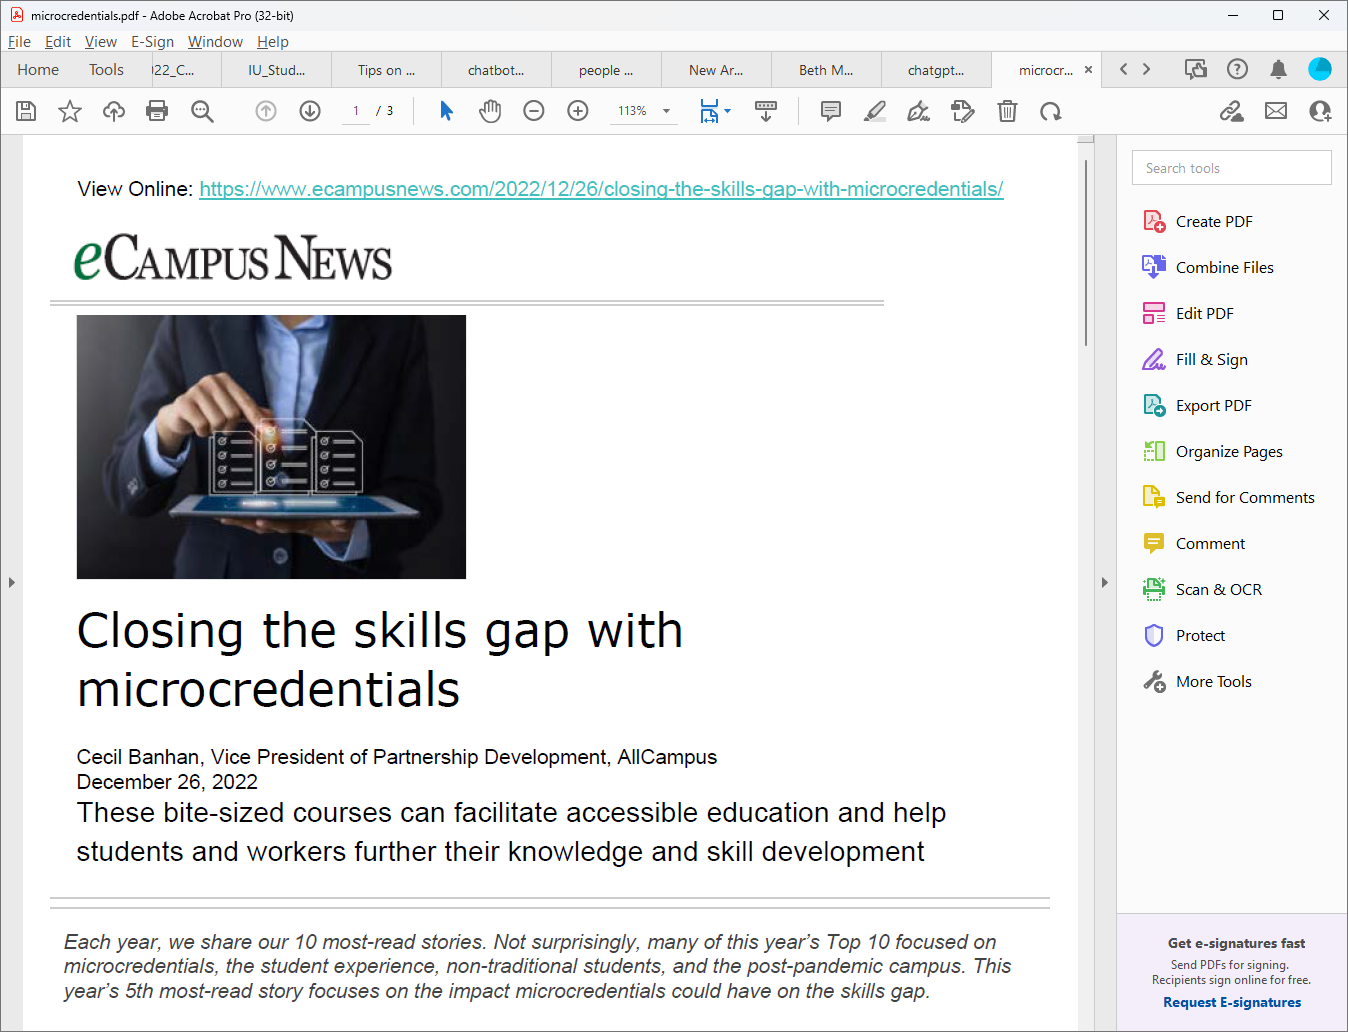 microcredentials.pdf - Adobe Acrobat Pro (32-bit)
File Edit View E-Sign Window Help
Home Tools 022_C... IU_Stud... Tips on ... chatbot... people ... New Ar... Beth M... chatgpt... microcr...
1 / 3 113%
View Online: https://www.ecampusnews.com/2022/12/26/closing-the-skills-gap-with-microcredentials/
eCampus News
Closing the skills gap with
microcredentials
Cecil Banhan, Vice President of Partnership Development, AllCampus
December 26, 2022
These bite-sized courses can facilitate accessible education and help
students and workers further their knowledge and skill development
Each year, we share our 10 most-read stories. Not surprisingly, many of this year’s Top 10 focused on
microcredentials, the student experience, non-traditional students, and the post-pandemic campus. This
year’s 5th most-read story focuses on the impact microcredentials could have on the skills gap.
Search tools
Create PDF
Combine Files
Edit PDF
Fill & Sign
Export PDF
Organize Pages
Send for Comments
Comment
Scan & OCR
Protect
More Tools
Get e-signatures fast
Send PDFs for signing.
Recipients sign online for free.
Request E-signatures